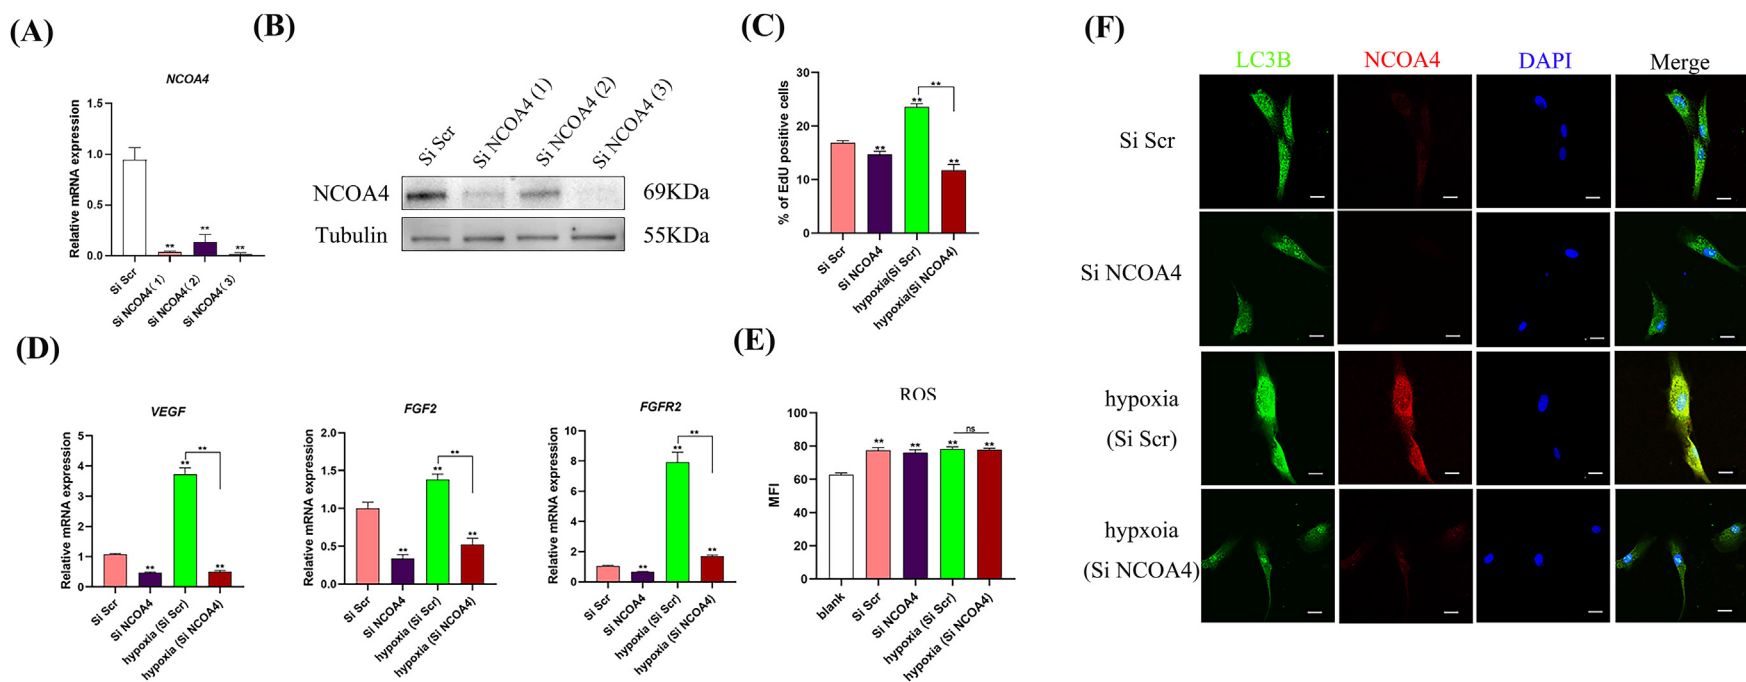 (A)
NCOA4
Relative mRNA expression
1.5
1.0
0.5
0.0
**
**
**
Si Scr
Si NCOA4(1)
Si NCOA4(2)
Si NCOA4(3)
(B)
Si Scr
Si NCOA4 (1)
Si NCOA4 (2)
Si NCOA4 (3)
NCOA4
69KDa
Tubulin
55KDa
(C)
% of EdU positive cells
30
20
10
0
**
**
**
**
Si Scr
Si NCOA4
hypoxia(Si Scr)
hypoxia(Si NCOA4)
(D)
VEGF
Relative mRNA expression
5
4
3
2
1
0
**
**
**
**
Si Scr
Si NCOA4
hypoxia (Si Scr)
hypoxia (Si NCOA4)
FGF2
Relative mRNA expression
2.0
1.5
1.0
0.5
0.0
**
**
**
**
Si Scr
Si NCOA4
hypoxia (Si Scr)
hypoxia (Si NCOA4)
FGFR2
Relative mRNA expression
10
8
6
4
2
0
**
**
**
**
Si Scr
Si NCOA4
hypoxia (Si Scr)
hypoxia (Si NCOA4)
(E)
ROS
MFI
100
80
60
40
20
0
**
**
**
ns
**
blank
Si Scr
Si NCOA4
hypoxia (Si Scr)
hypoxia (Si NCOA4)
(F)
LC3B
NCOA4
DAPI
Merge
Si Scr
Si NCOA4
hypoxia
(Si Scr)
hypxoia
(Si NCOA4)